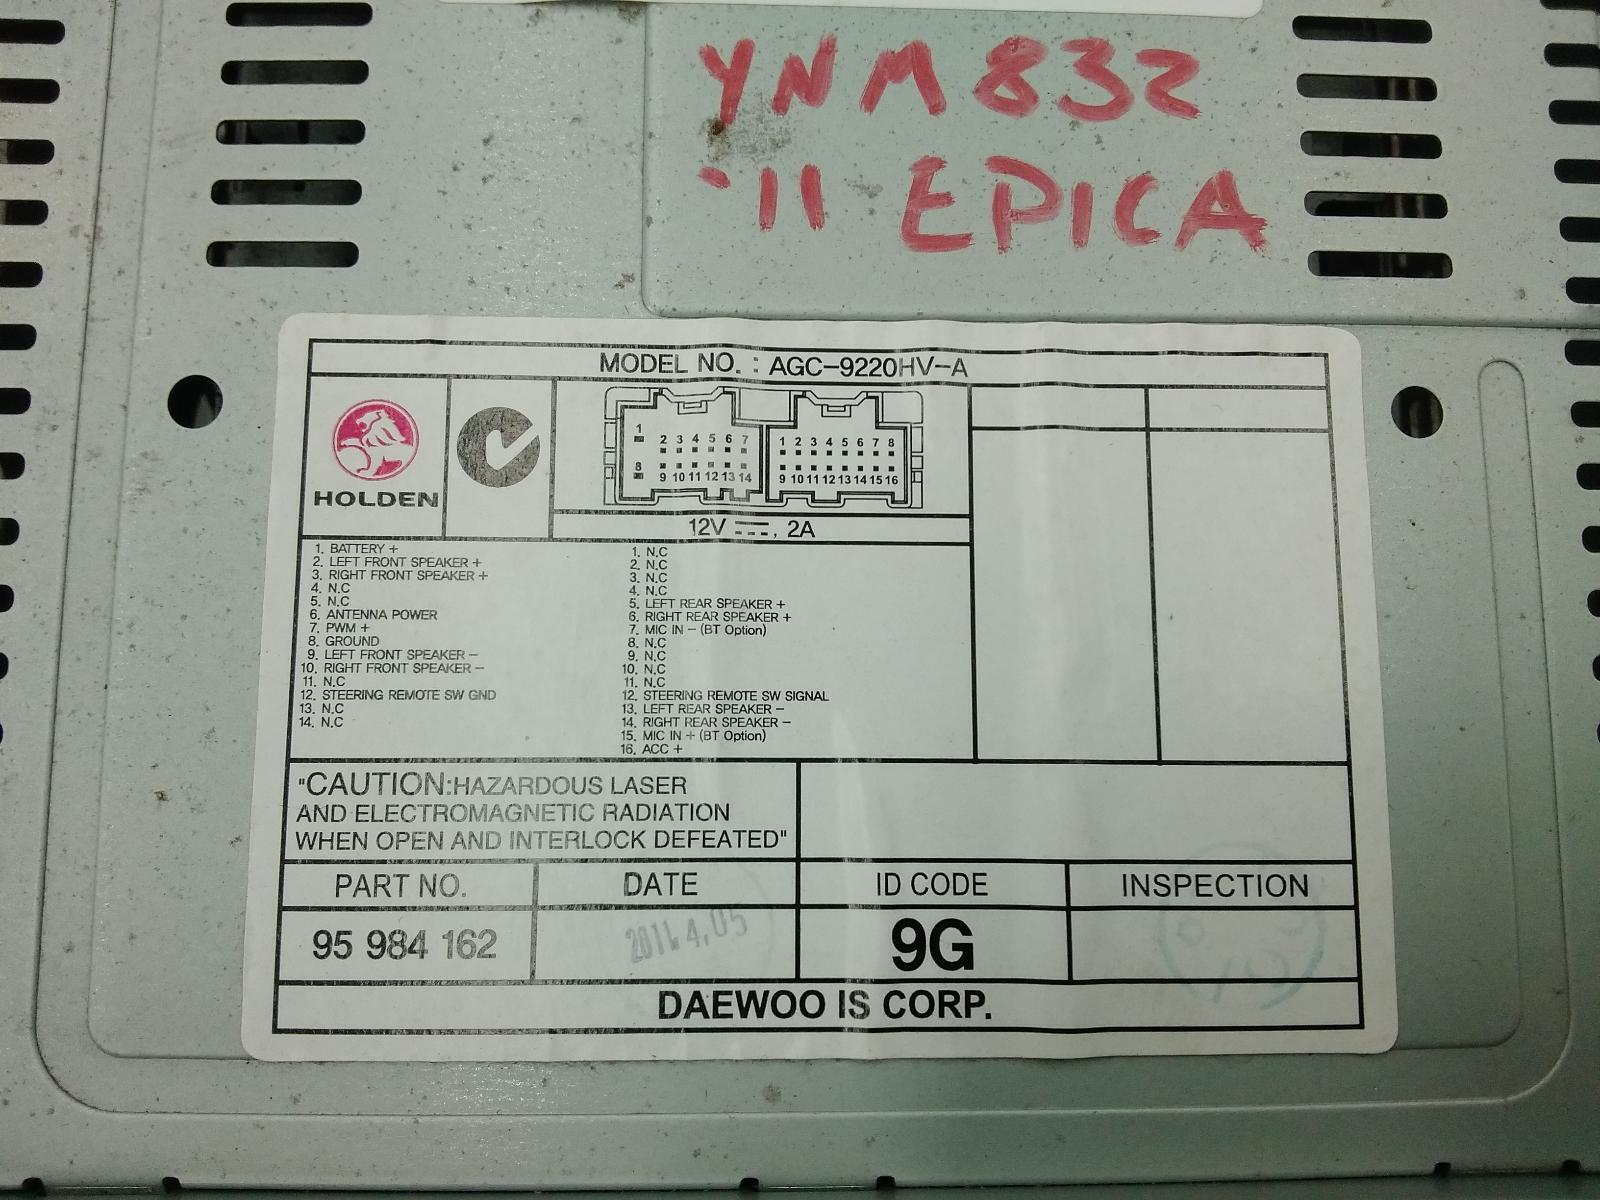 YNM 832
'11 EPICA
MODEL NO. : AGC-9220HV-A
HOLDEN
1 2 3 4 5 6 7
8 9 10 11 12 13 14
1 2 3 4 5 6 7 8
9 10 11 12 13 14 15 16
12V ⎓, 2A
1. BATTERY +
2. LEFT FRONT SPEAKER +
3. RIGHT FRONT SPEAKER +
4. N.C
5. N.C
6. ANTENNA POWER
7. PWM +
8. GROUND
9. LEFT FRONT SPEAKER -
10. RIGHT FRONT SPEAKER -
11. N.C
12. STEERING REMOTE SW GND
13. N.C
14. N.C
1. N.C
2. N.C
3. N.C
4. N.C
5. LEFT REAR SPEAKER +
6. RIGHT REAR SPEAKER +
7. MIC IN - (BT Option)
8. N.C
9. N.C
10. N.C
11. N.C
12. STEERING REMOTE SW SIGNAL
13. LEFT REAR SPEAKER -
14. RIGHT REAR SPEAKER -
15. MIC IN + (BT Option)
16. ACC +
"CAUTION:HAZARDOUS LASER
AND ELECTROMAGNETIC RADIATION
WHEN OPEN AND INTERLOCK DEFEATED"
PART NO. DATE ID CODE INSPECTION
95 984 162 2011.4.05 9G
DAEWOO IS CORP.